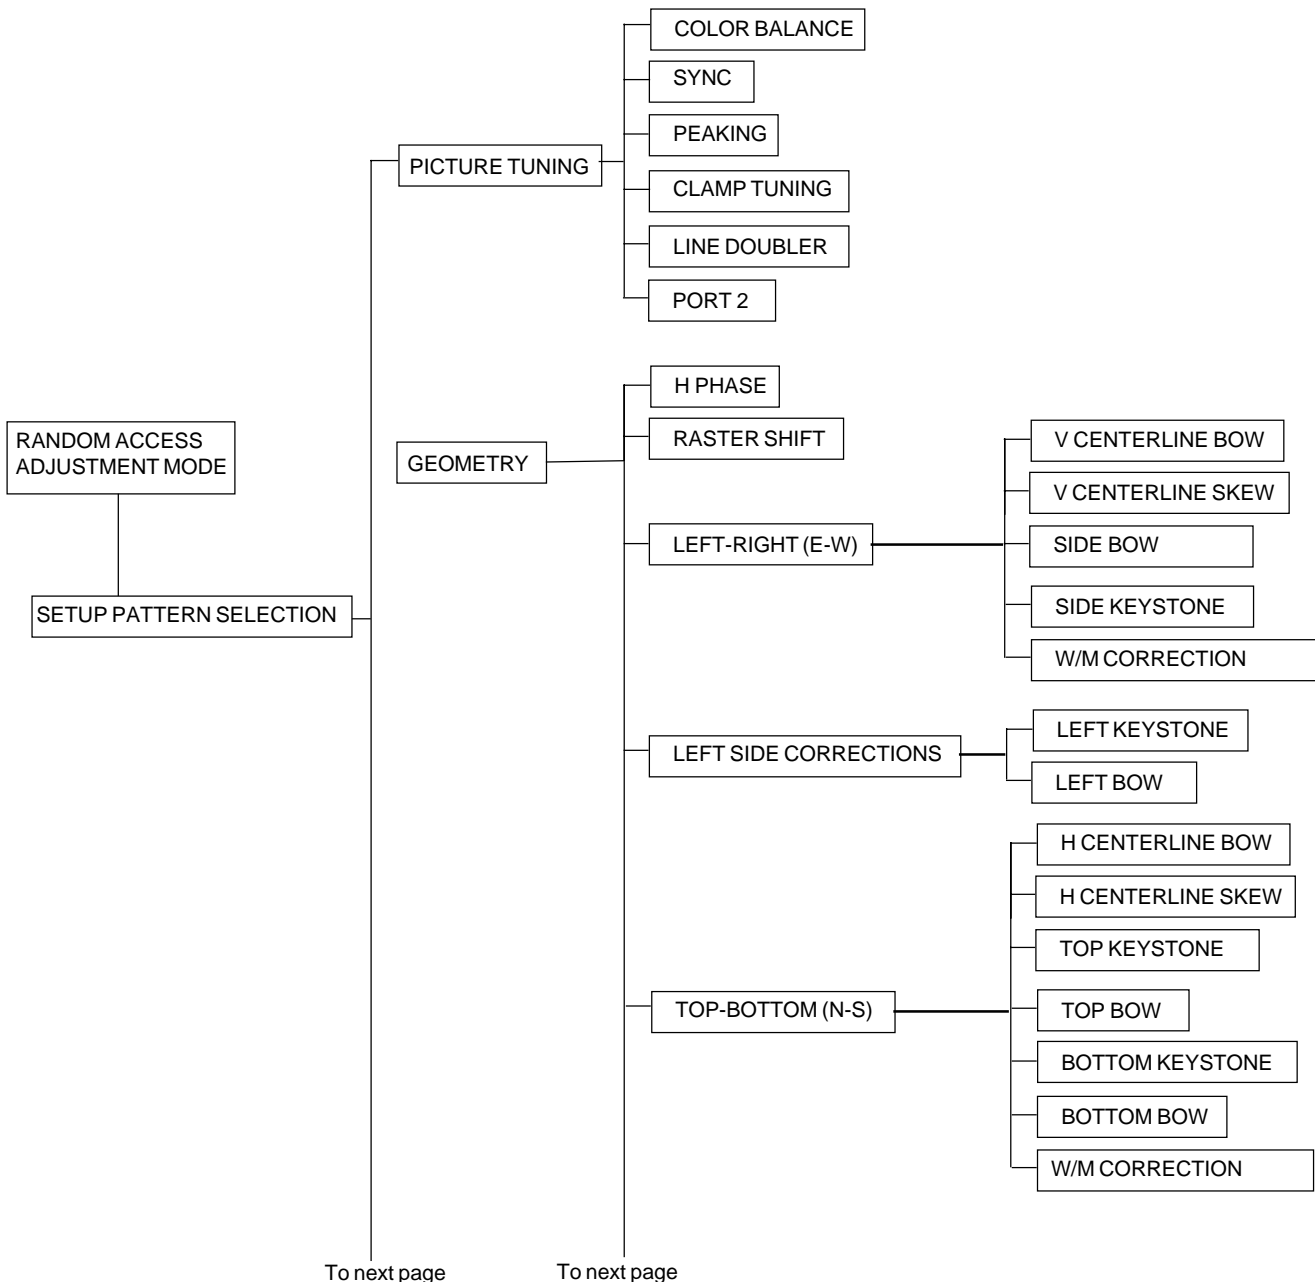 COLOR BALANCE
SYNC
PEAKING
PICTURE TUNING
CLAMP TUNING
LINE DOUBLER
PORT 2
H PHASE
RASTER SHIFT
RANDOM ACCESS
ADJUSTMENT MODE
GEOMETRY
V CENTERLINE BOW
V CENTERLINE SKEW
LEFT-RIGHT (E-W)
SIDE BOW
SIDE KEYSTONE
SETUP PATTERN SELECTION
W/M CORRECTION
LEFT KEYSTONE
LEFT SIDE CORRECTIONS
LEFT BOW
H CENTERLINE BOW
H CENTERLINE SKEW
TOP KEYSTONE
TOP-BOTTOM (N-S)
TOP BOW
BOTTOM KEYSTONE
BOTTOM BOW
W/M CORRECTION
To next page
To next page